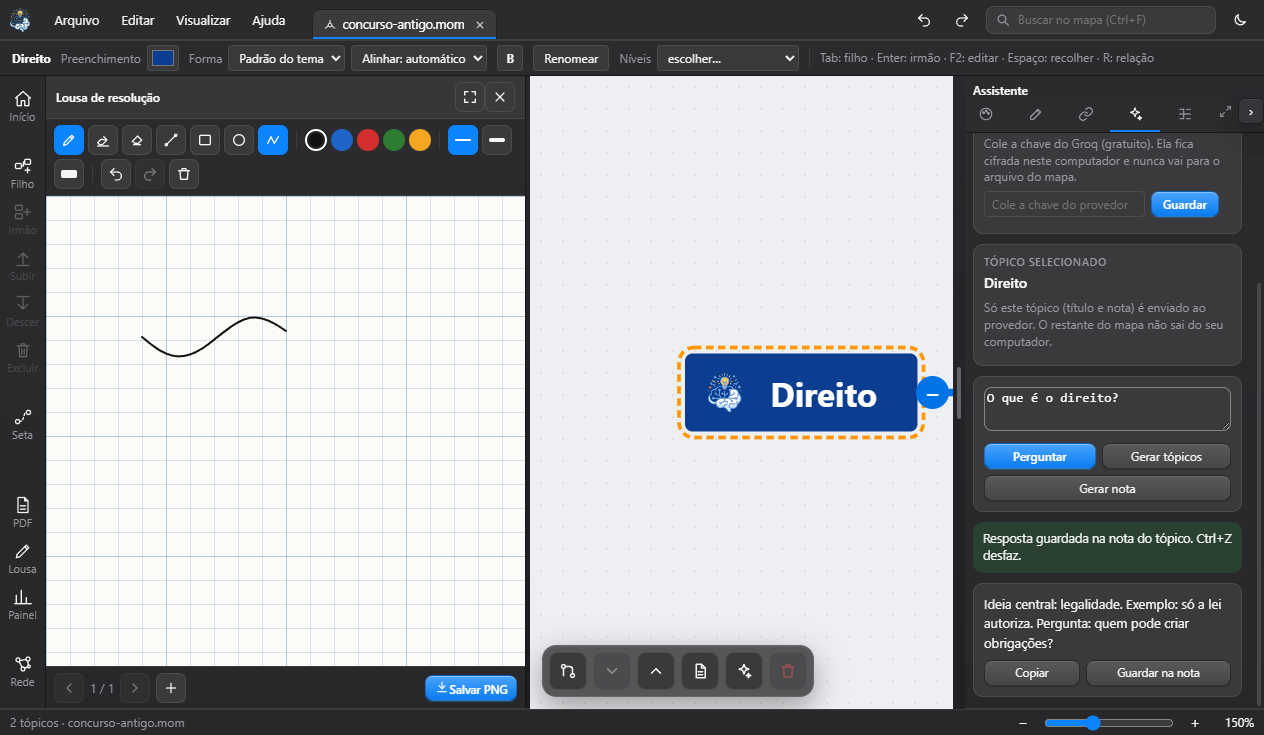 Arquivo
Editar
Visualizar
Ajuda
concurso-antigo.mom
Buscar no mapa (Ctrl+F)
Direito
Preenchimento
Forma
Padrão do tema
Alinhar: automático
B
Renomear
Níveis
escolher...
Tab: filho · Enter: irmão · F2: editar · Espaço: recolher · R: relação
Início
Filho
Irmão
Subir
Descer
Excluir
Seta
PDF
Lousa
Painel
Rede
Lousa de resolução
1 / 1
Salvar PNG
Direito
Assistente
Cole a chave do Groq (gratuito). Ela fica
cifrada neste computador e nunca vai para o
arquivo do mapa.
Cole a chave do provedor
Guardar
TÓPICO SELECIONADO
Direito
Só este tópico (título e nota) é enviado ao
provedor. O restante do mapa não sai do seu
computador.
O que é o direito?
Perguntar
Gerar tópicos
Gerar nota
Resposta guardada na nota do tópico. Ctrl+Z
desfaz.
Ideia central: legalidade. Exemplo: só a lei
autoriza. Pergunta: quem pode criar
obrigações?
Copiar
Guardar na nota
2 tópicos · concurso-antigo.mom
150%